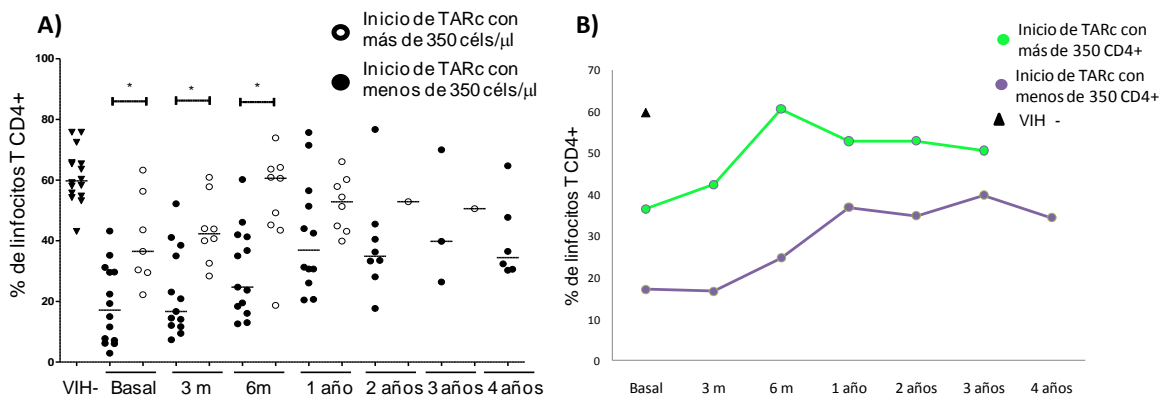 A)
Inicio de TARc con
más de 350 céls/µl
Inicio de TARc con
menos de 350 céls/µl
% de linfocitos T CD4+
100
80
60
40
20
0
* * *
VIH- Basal 3 m 6m 1 año 2 años 3 años 4 años
B)
Inicio de TARc con
más de 350 CD4+
Inicio de TARc con
menos de 350 CD4+
VIH -
% de linfocitos T CD4+
70
60
50
40
30
20
10
0
Basal 3 m 6 m 1 año 2 años 3 años 4 años